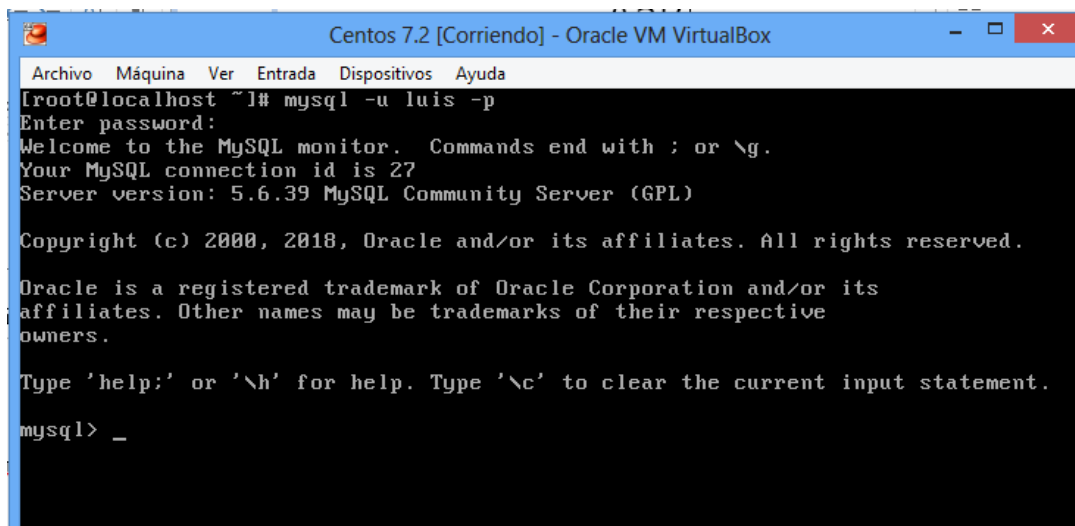 Centos 7.2 [Corriendo] - Oracle VM VirtualBox
Archivo Máquina Ver Entrada Dispositivos Ayuda
[root@localhost ~]# mysql -u luis -p
Enter password:
Welcome to the MySQL monitor.  Commands end with ; or \g.
Your MySQL connection id is 27
Server version: 5.6.39 MySQL Community Server (GPL)
Copyright (c) 2000, 2018, Oracle and/or its affiliates. All rights reserved.
Oracle is a registered trademark of Oracle Corporation and/or its
affiliates. Other names may be trademarks of their respective
owners.
Type 'help;' or '\h' for help. Type '\c' to clear the current input statement.
mysql> _